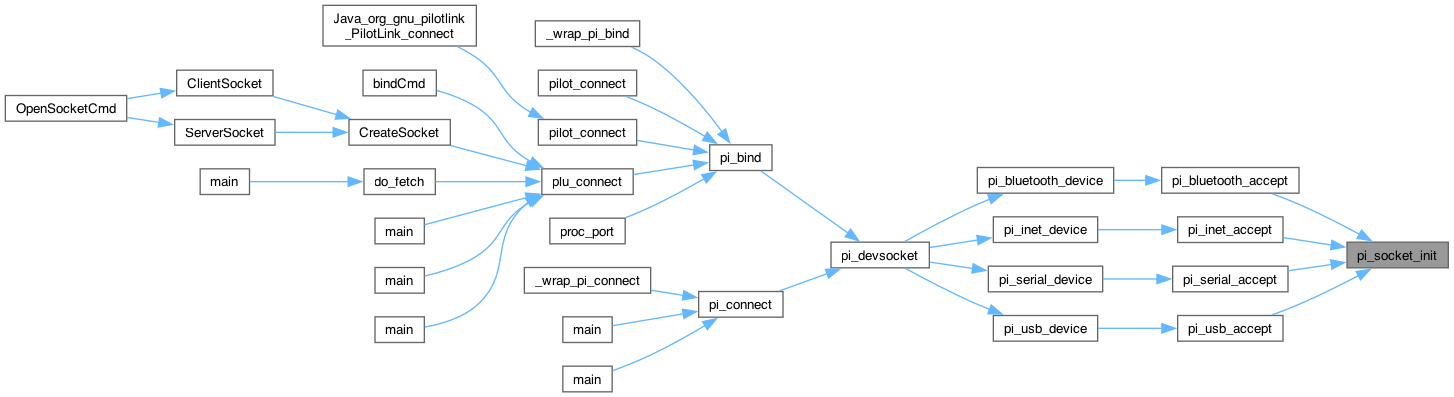 Java_org_gnu_pilotlink
_PilotLink_connect
_wrap_pi_bind
ClientSocket
bindCmd
pilot_connect
OpenSocketCmd
ServerSocket
CreateSocket
pilot_connect
pi_bind
main
do_fetch
plu_connect
pi_bluetooth_device
pi_bluetooth_accept
main
proc_port
pi_inet_device
pi_inet_accept
pi_devsocket
pi_socket_init
main
_wrap_pi_connect
pi_serial_device
pi_serial_accept
pi_connect
main
main
pi_usb_device
pi_usb_accept
main